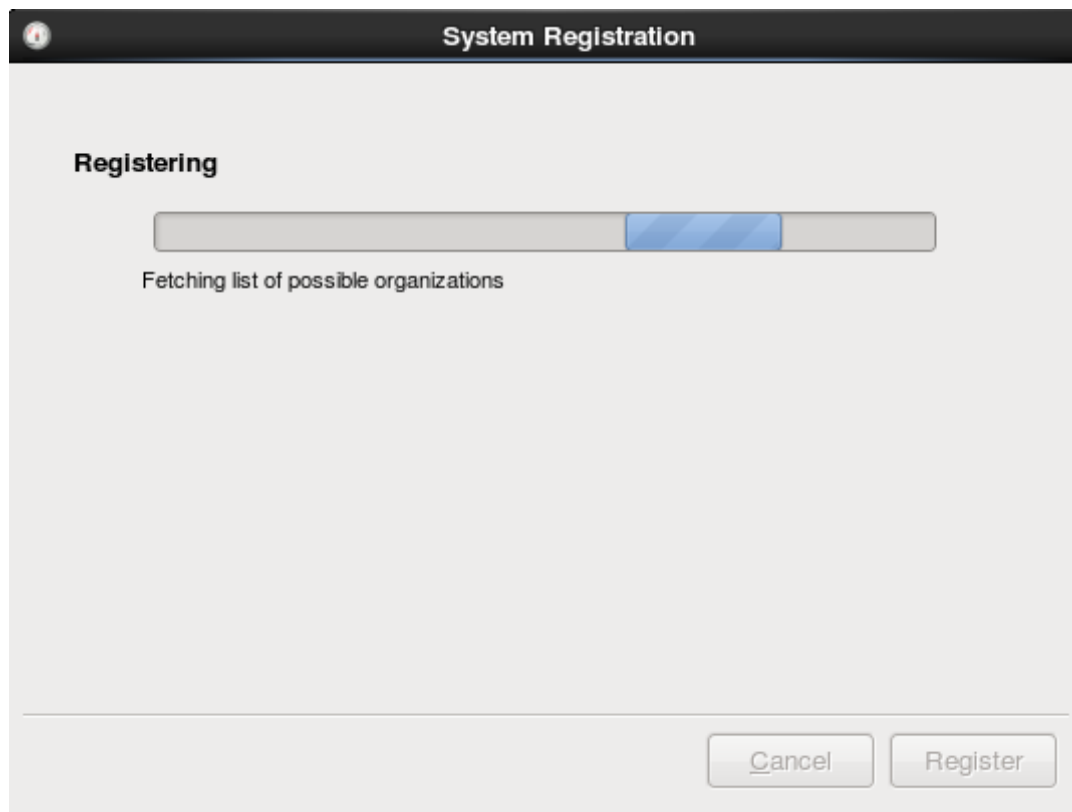 System Registration
Registering
Fetching list of possible organizations
Cancel
Register